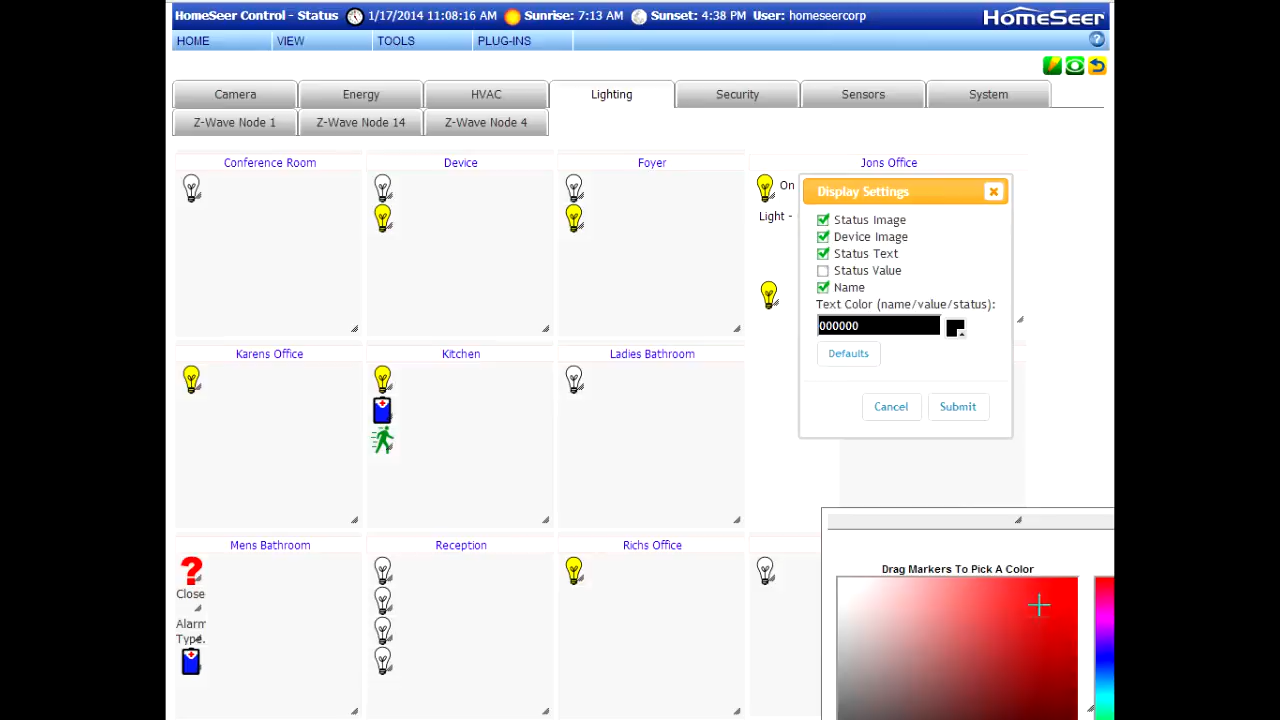 HomeSeer Control - Status 1/17/2014 11:08:16 AM Sunrise: 7:13 AM Sunset: 4:38 PM User: homeseercorp HomeSeer
HOME VIEW TOOLS PLUG-INS ?
Camera Energy HVAC Lighting Security Sensors System
Z-Wave Node 1 Z-Wave Node 14 Z-Wave Node 4
Conference Room Device Foyer Jons Office
On
Light -
Display Settings
Status Image
Device Image
Status Text
Status Value
Name
Text Color (name/value/status):
000000
Defaults
Cancel Submit
Karens Office Kitchen Ladies Bathroom
Mens Bathroom Reception Richs Office
?
Close
Alarm
Type.
Drag Markers To Pick A Color